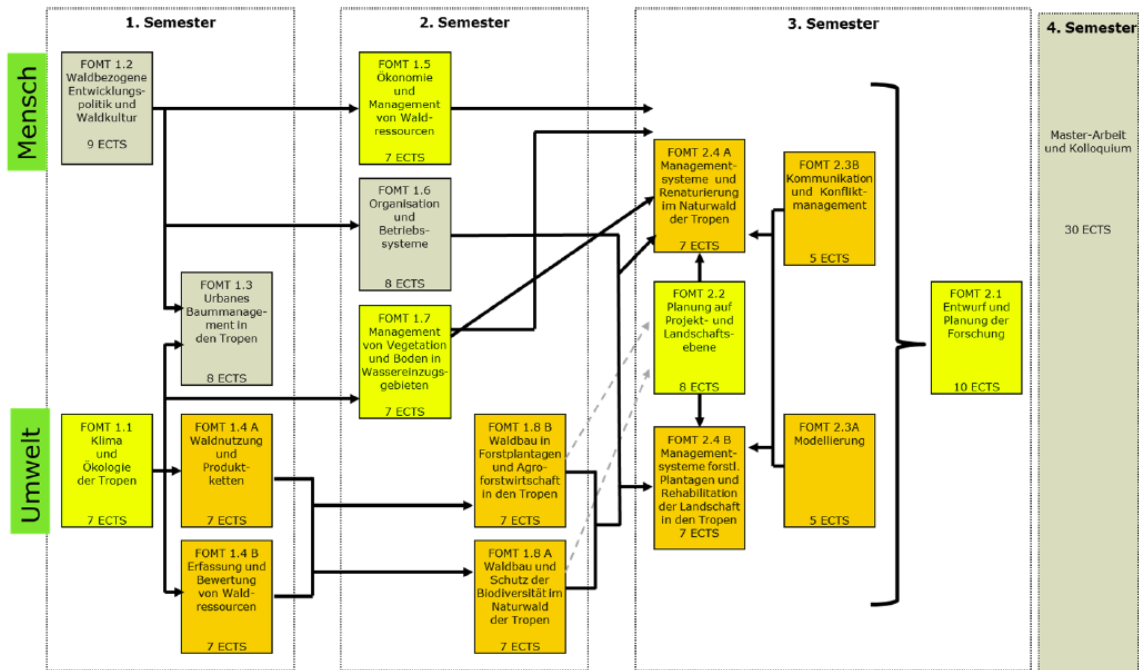 1. Semester
2. Semester
3. Semester
4. Semester
Mensch
Umwelt
FOMT 1.2
Waldbezogene
Entwicklungs
politik und
Waldkultur
9 ECTS
FOMT 1.3
Urbanes
Baummanage-
ment in
den Tropen
8 ECTS
FOMT 1.1
Klima
und
Ökologie
der Tropen
7 ECTS
FOMT 1.4 A
Waldnutzung
und
Produkt-
ketten
7 ECTS
FOMT 1.4 B
Erfassung und
Bewertung
von Wald-
ressourcen
7 ECTS
FOMT 1.5
Ökonomie
und
Management
von Wald-
ressourcen
7 ECTS
FOMT 1.6
Organisation
und
Betriebs-
systeme
8 ECTS
FOMT 1.7
Management
von Vegetation
und Boden in
Wassereinzugs-
gebieten
7 ECTS
FOMT 1.8 B
Waldbau in
Forstplantagen
und Agro-
forstwirtschaft
in den Tropen
7 ECTS
FOMT 1.8 A
Waldbau und
Schutz der
Biodiversität im
Naturwald
der Tropen
7 ECTS
FOMT 2.4 A
Management-
systeme und
Renaturierung
im Naturwald
der Tropen
7 ECTS
FOMT 2.3B
Kommunikation
und Konflikt-
management
5 ECTS
FOMT 2.2
Planung auf
Projekt- und
Landschafts-
ebene
8 ECTS
FOMT 2.1
Entwurf und
Planung der
Forschung
10 ECTS
FOMT 2.4 B
Management-
systeme forstl.
Plantagen und
Rehabilitation
der Landschaft
in den Tropen
7 ECTS
FOMT 2.3A
Modellierung
5 ECTS
Master-Arbeit
und Kolloquium
30 ECTS